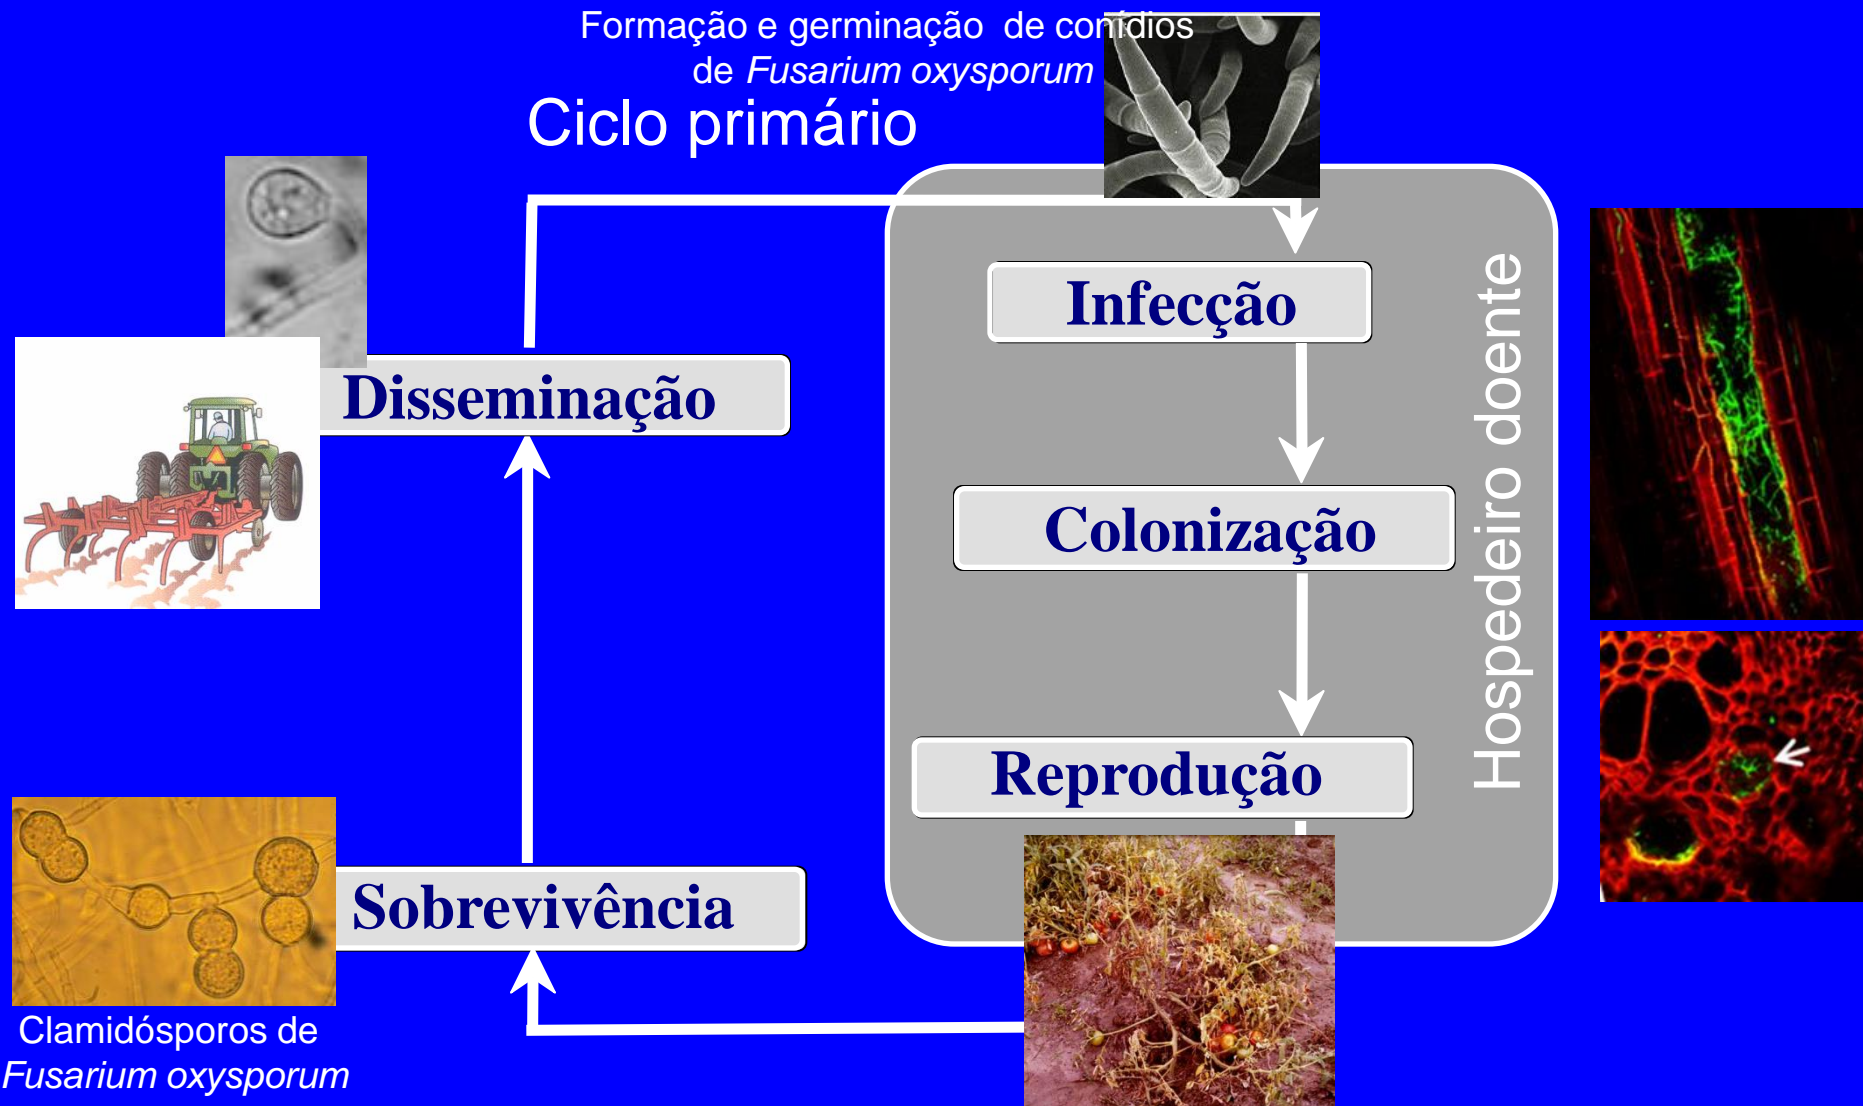 Formação e germinação de conídios
de Fusarium oxysporum
Ciclo primário
Infecção
Disseminação
Colonização
Hospedeiro doente
Reprodução
Sobrevivência
Clamidósporos de
Fusarium oxysporum